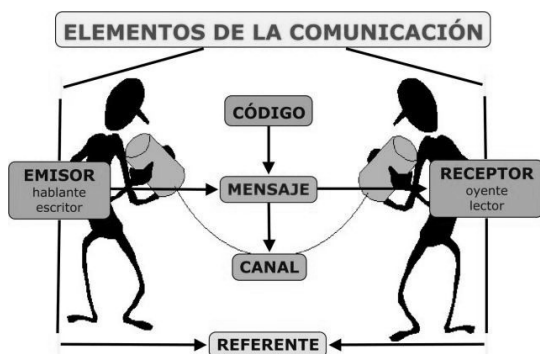 ELEMENTOS DE LA COMUNICACIÓN
CÓDIGO
EMISOR
hablante
escritor
MENSAJE
RECEPTOR
oyente
lector
CANAL
REFERENTE